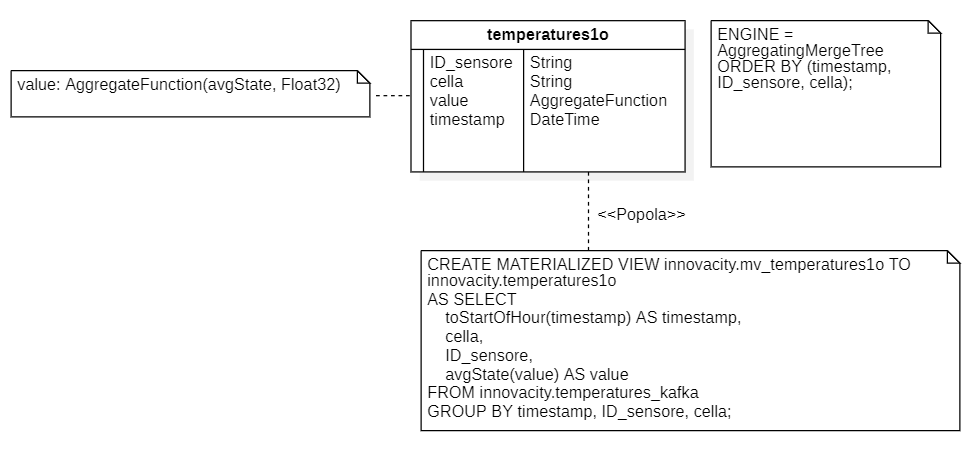 temperatures1o
ID_sensore String
cella String
value AggregateFunction
timestamp DateTime
ENGINE =
AggregatingMergeTree
ORDER BY (timestamp,
ID_sensore, cella);
value: AggregateFunction(avgState, Float32)
<<Popola>>
CREATE MATERIALIZED VIEW innovacity.mv_temperatures1o TO
innovacity.temperatures1o
AS SELECT
toStartOfHour(timestamp) AS timestamp,
cella,
ID_sensore,
avgState(value) AS value
FROM innovacity.temperatures_kafka
GROUP BY timestamp, ID_sensore, cella;